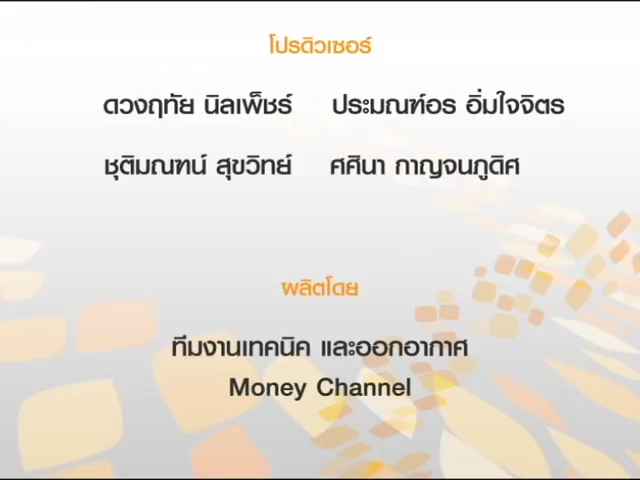 โปรดิวเซอร์
ดวงฤทัย นิลเพ็ชร์ ประมณฑ์อร อิ่มใจจิตร
ชุติมณฑน์ สุขวิทย์ ศศินา กาญจนภูดิศ
ผลิตโดย
ทีมงานเทคนิค และออกอากาศ
Money Channel